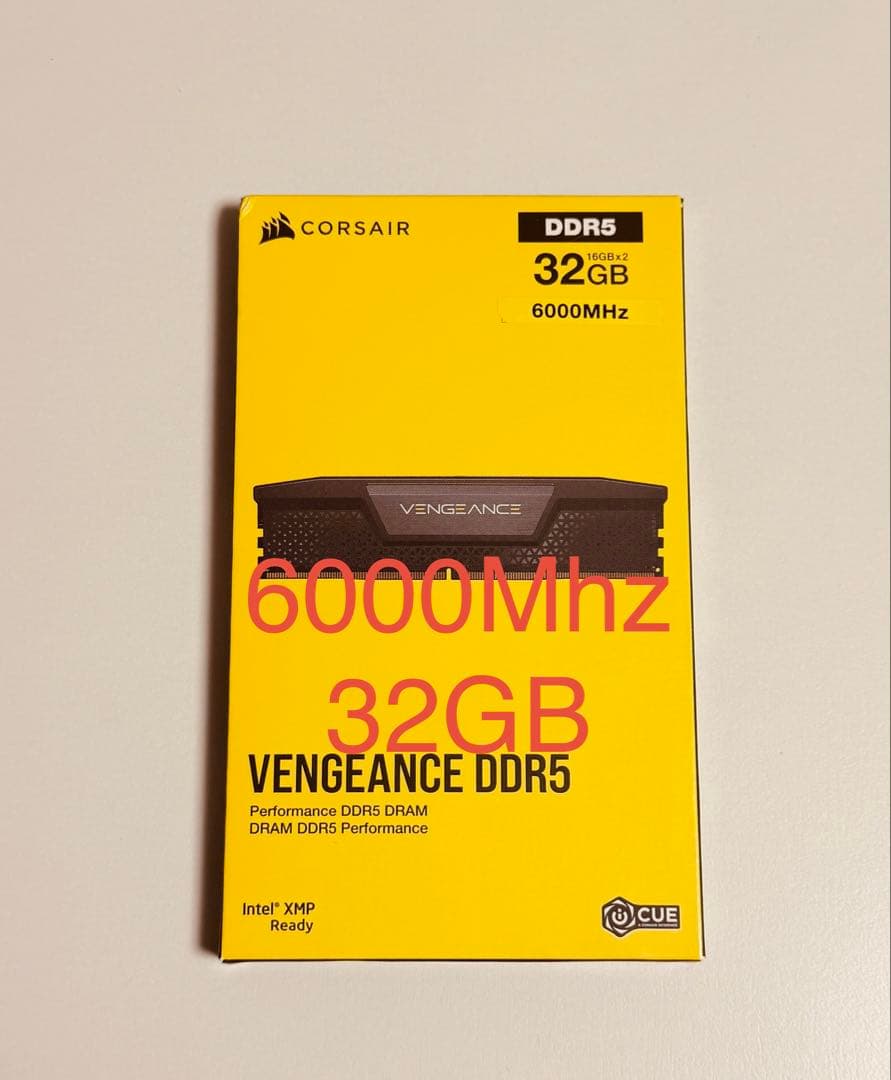 CORSAIR
DDR5
16GBx2
32GB
6000MHz
VENGEANCE
6000Mhz
32GB
VENGEANCE DDR5
Performance DDR5 DRAM
DRAM DDR5 Performance
Intel® XMP
Ready
iCUE